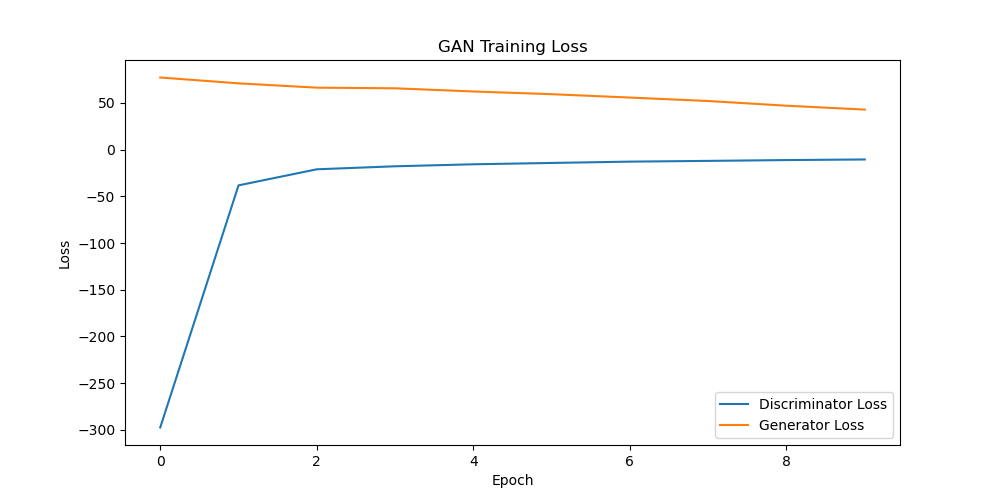 GAN Training Loss
50
0
−50
−100
−150
−200
−250
−300
Loss
0 2 4 6 8
Epoch
Discriminator Loss
Generator Loss